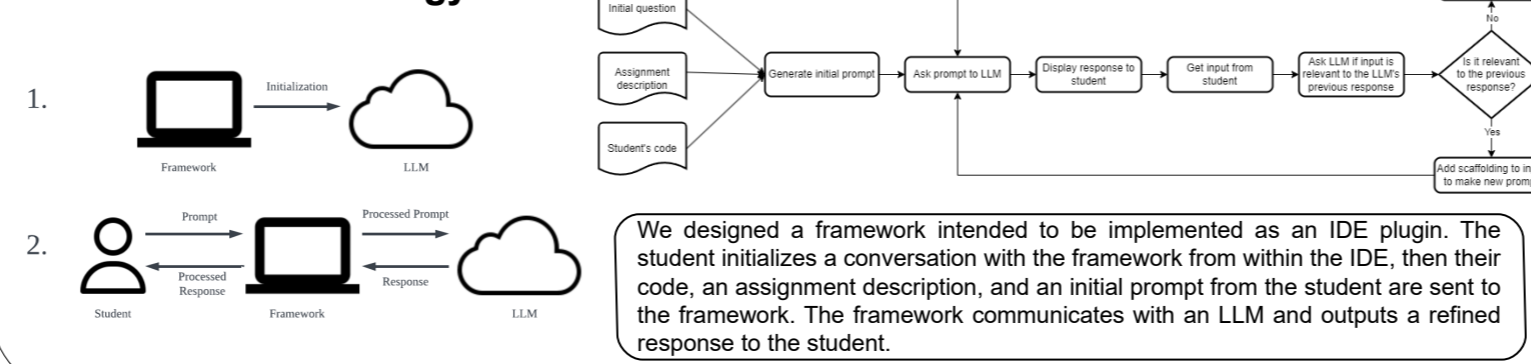 gy
1.
Initialization
Framework
LLM
2.
Prompt
Processed Prompt
Processed
Response
Response
Student
Framework
LLM
Initial question
Assignment
description
Student's code
Generate initial prompt
Ask prompt to LLM
Display response to
student
Get input from
student
Ask LLM if input is
relevant to the LLM's
previous response
Is it relevant
to the previous
response?
No
Yes
Add scaffolding to
to make new
We designed a framework intended to be implemented as an IDE plugin. The
student initializes a conversation with the framework from within the IDE, then their
code, an assignment description, and an initial prompt from the student are sent to
the framework. The framework communicates with an LLM and outputs a refined
response to the student.